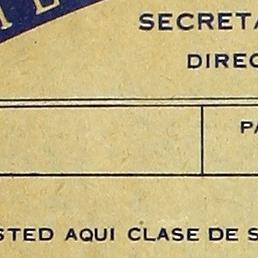 SECRETA
DIREC
PA
STED AQUI CLASE DE S